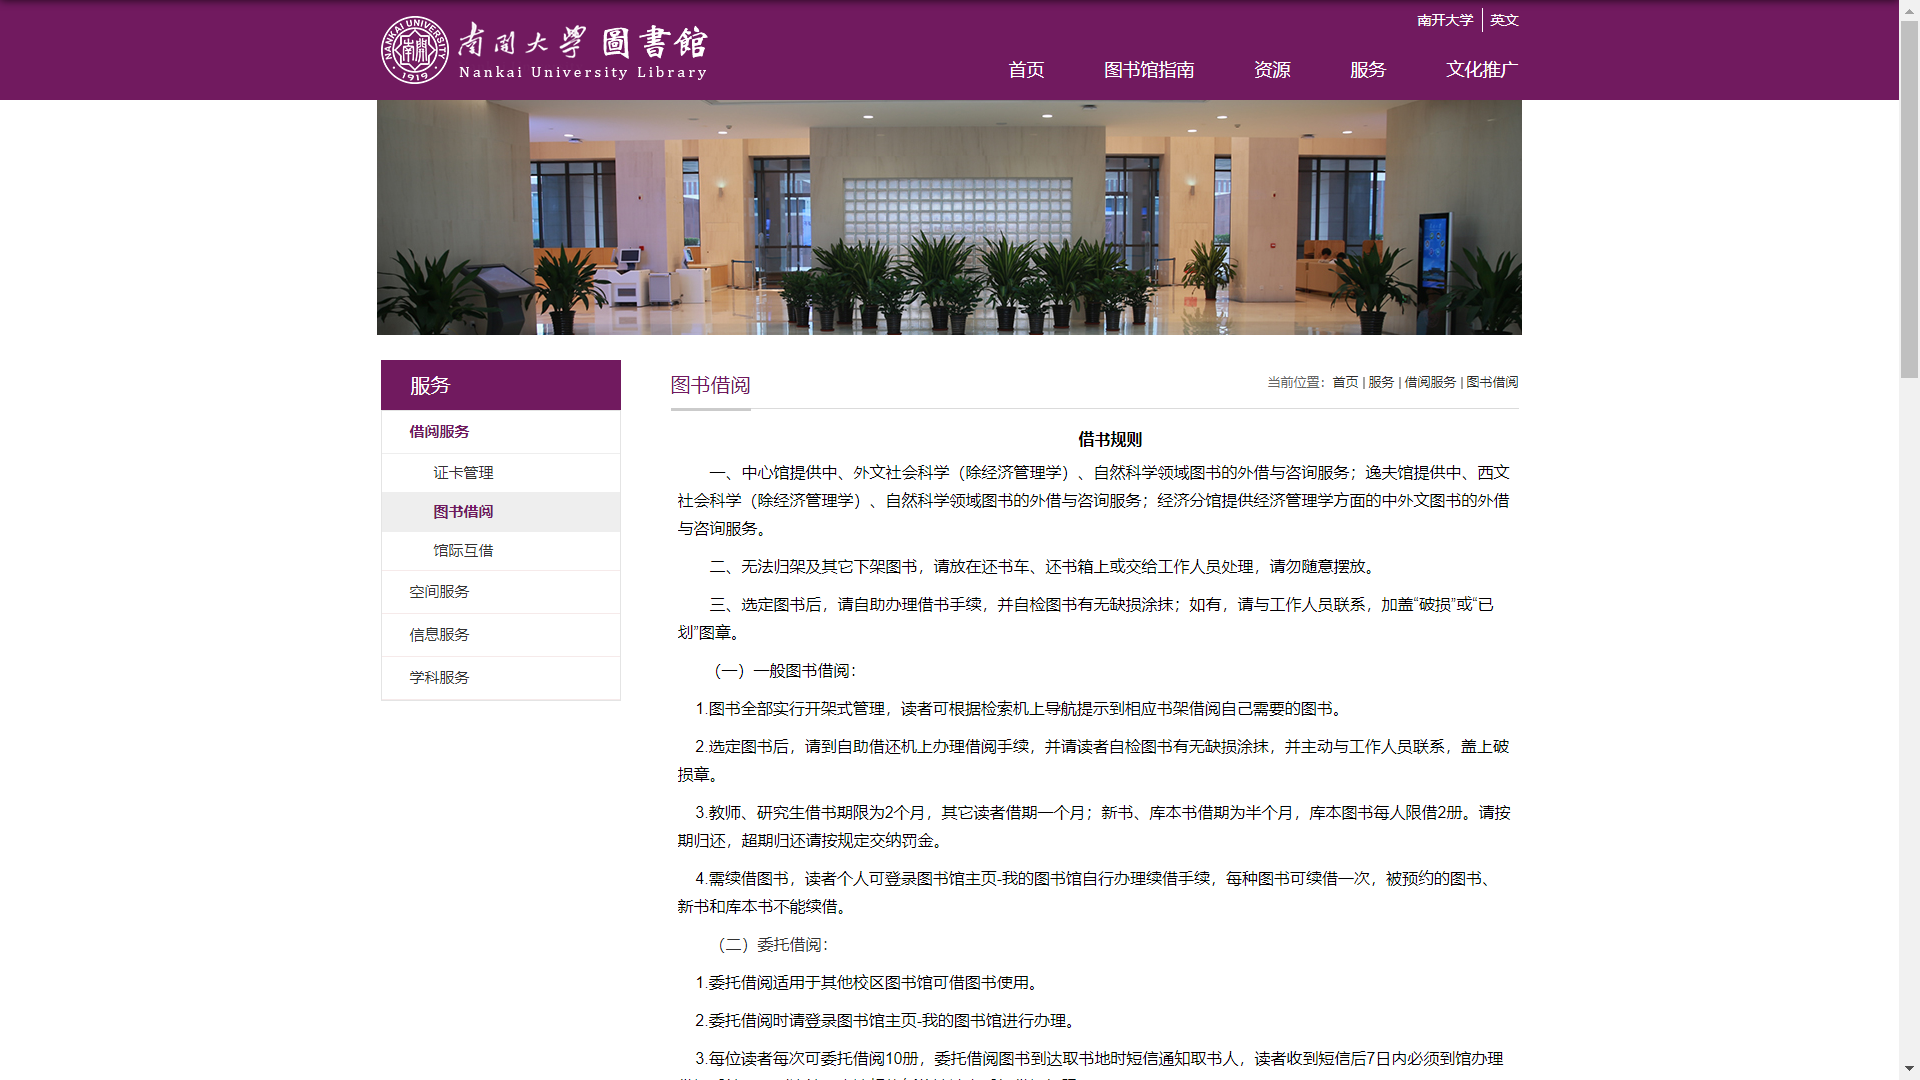 南开大学 英文
NANKAI UNIVERSITY
1919
南開大學 圖書館
Nankai University Library
首页 图书馆指南 资源 服务 文化推广
服务
借阅服务
证卡管理
图书借阅
馆际互借
空间服务
信息服务
学科服务
图书借阅
当前位置： 首页 | 服务 | 借阅服务 | 图书借阅
借书规则
一、中心馆提供中、外文社会科学（除经济管理学）、自然科学领域图书的外借与咨询服务；逸夫馆提供中、西文
社会科学（除经济管理学）、自然科学领域图书的外借与咨询服务；经济分馆提供经济管理学方面的中外文图书的外借
与咨询服务。
二、无法归架及其它下架图书，请放在还书车、还书箱上或交给工作人员处理，请勿随意摆放。
三、选定图书后，请自助办理借书手续，并自检图书有无缺损涂抹；如有，请与工作人员联系，加盖“破损”或“已
划”图章。
（一）一般图书借阅：
1.图书全部实行开架式管理，读者可根据检索机上导航提示到相应书架借阅自己需要的图书。
2.选定图书后，请到自助借还机上办理借阅手续，并请读者自检图书有无缺损涂抹，并主动与工作人员联系，盖上破
损章。
3.教师、研究生借书期限为2个月，其它读者借期一个月；新书、库本书借期为半个月，库本图书每人限借2册。请按
期归还，超期归还请按规定交纳罚金。
4.需续借图书，读者个人可登录图书馆主页-我的图书馆自行办理续借手续，每种图书可续借一次，被预约的图书、
新书和库本书不能续借。
（二）委托借阅：
1.委托借阅适用于其他校区图书馆可借图书使用。
2.委托借阅时请登录图书馆主页-我的图书馆进行办理。
3.每位读者每次可委托借阅10册，委托借阅图书到达取书地时短信通知取书人，读者收到短信后7日内必须到馆办理